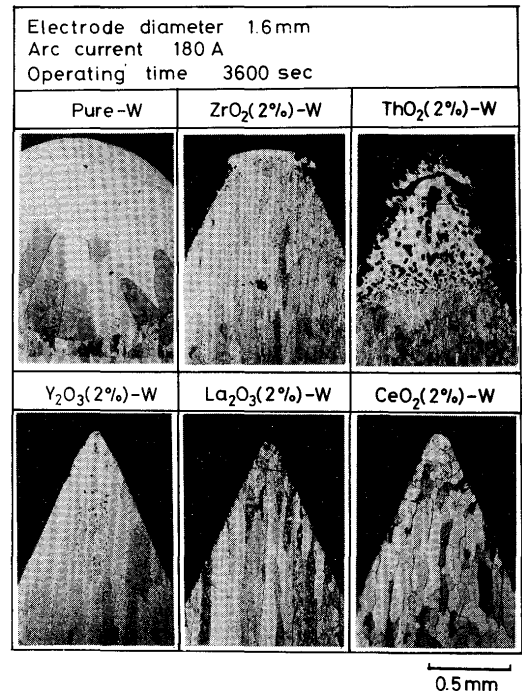 Electrode diameter 1.6mm
Arc current 180 A
Operating time 3600 sec
Pure-W ZrO₂(2%)-W ThO₂(2%)-W
Y₂O₃(2%)-W La₂O₃(2%)-W CeO₂(2%)-W
0.5mm